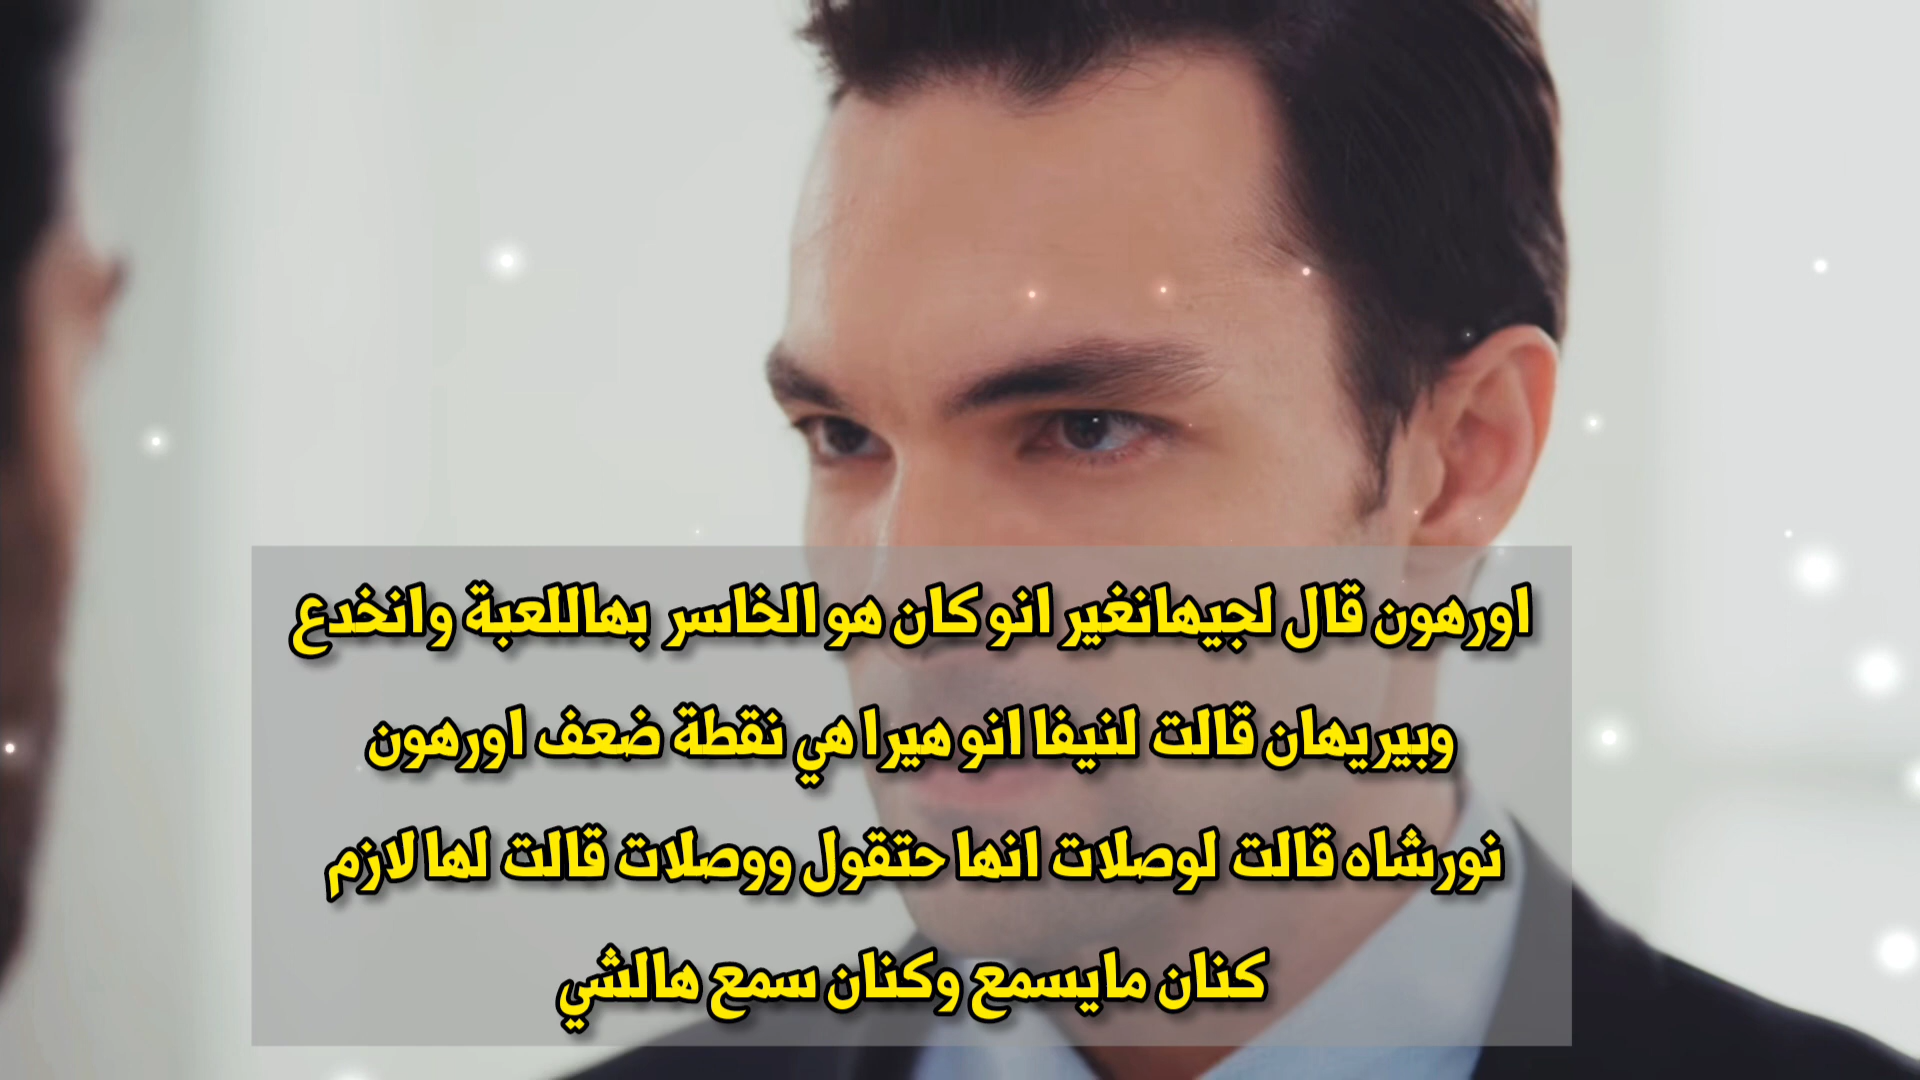 اورهون قال لجيهانغير انو كان هو الخاسر بهاللعبة وانخدع
وبيريهان قالت لنيفا انو هيرا هي نقطة ضعف اورهون
نورشاه قالت لوصلات انها حتقول ووصلات قالت لها لازم
كنان مايسمع وكنان سمع هالشي